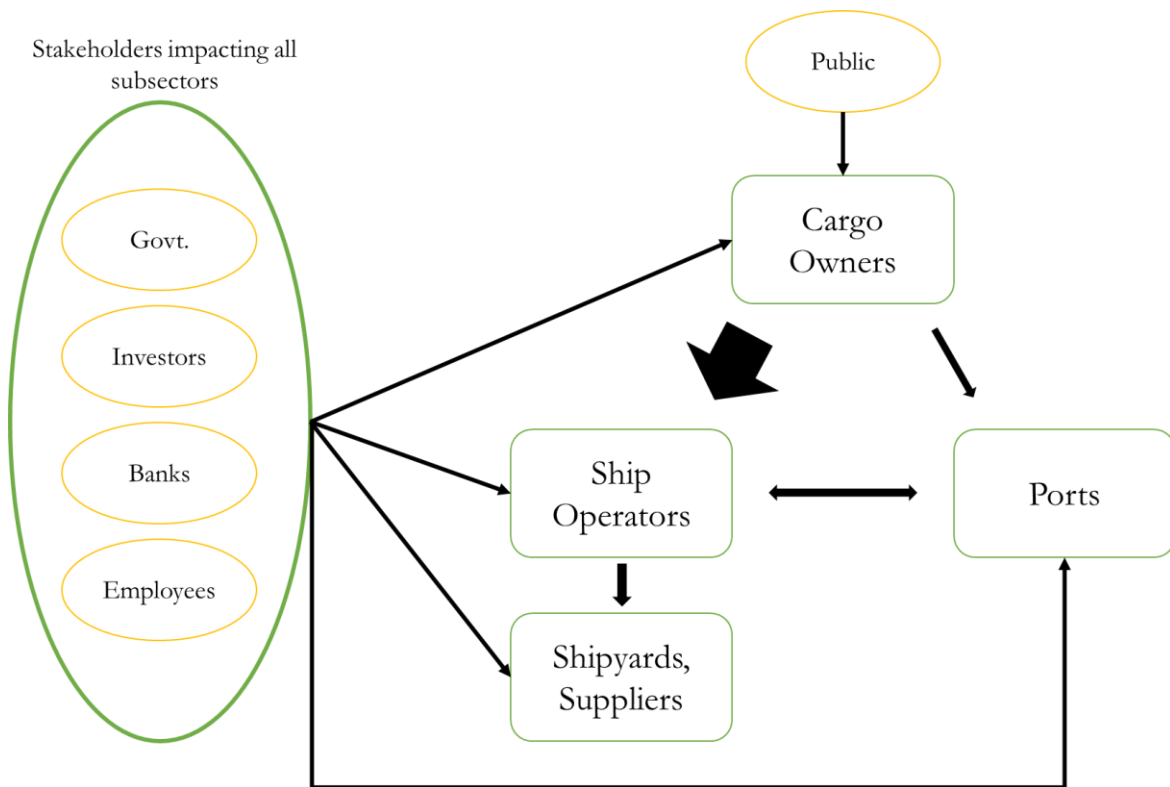 Stakeholders impacting all
subsectors
Public
Govt.
Cargo
Owners
Investors
Banks
Ship
Operators
Ports
Employees
Shipyards,
Suppliers